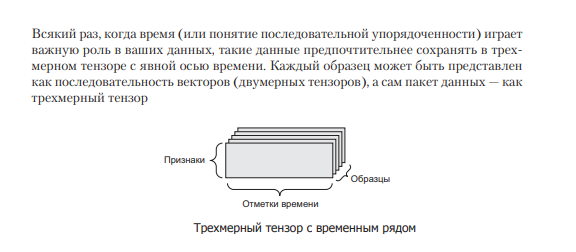 Всякий раз, когда время (или понятие последовательной упорядоченности) играет
важную роль в ваших данных, такие данные предпочтительнее сохранять в трех-
мерном тензоре с явной осью времени. Каждый образец может быть представлен
как последовательность векторов (двумерных тензоров), а сам пакет данных — как
трехмерный тензор
Признаки
Образцы
Отметки времени
Трехмерный тензор с временным рядом